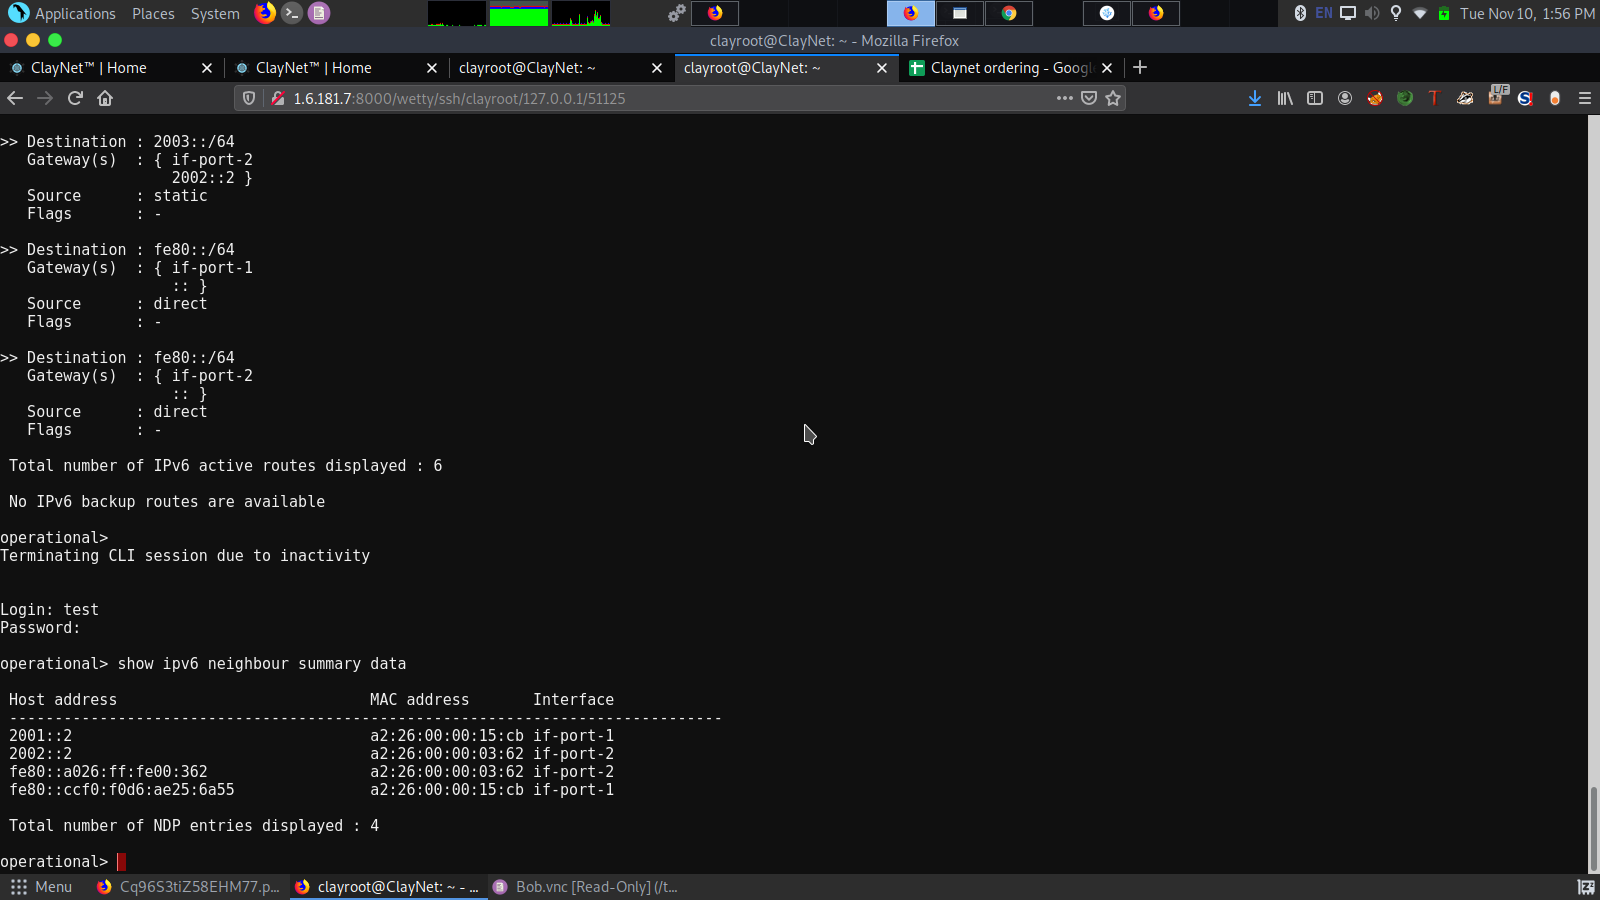 Applications Places System
EN Tue Nov 10, 1:56 PM
clayroot@ClayNet: ~ - Mozilla Firefox
ClayNet™ | Home
ClayNet™ | Home
clayroot@ClayNet: ~
clayroot@ClayNet: ~
Claynet ordering - Googl
1.6.181.7:8000/wetty/ssh/clayroot/127.0.0.1/51125
L/F
>> Destination : 2003::/64
Gateway(s) : { if-port-2
2002::2 }
Source : static
Flags : -
>> Destination : fe80::/64
Gateway(s) : { if-port-1
:: }
Source : direct
Flags : -
>> Destination : fe80::/64
Gateway(s) : { if-port-2
:: }
Source : direct
Flags : -
Total number of IPv6 active routes displayed : 6
No IPv6 backup routes are available
operational>
Terminating CLI session due to inactivity
Login: test
Password:
operational> show ipv6 neighbour summary data
Host address MAC address Interface
-------------------------------------------------------------------------------
2001::2 a2:26:00:00:15:cb if-port-1
2002::2 a2:26:00:00:03:62 if-port-2
fe80::a026:ff:fe00:362 a2:26:00:00:03:62 if-port-2
fe80::ccf0:f0d6:ae25:6a55 a2:26:00:00:15:cb if-port-1
Total number of NDP entries displayed : 4
operational>
Menu Cq96S3tiZ58EHM77.p... clayroot@ClayNet: ~ - ... Bob.vnc [Read-Only] (/t...